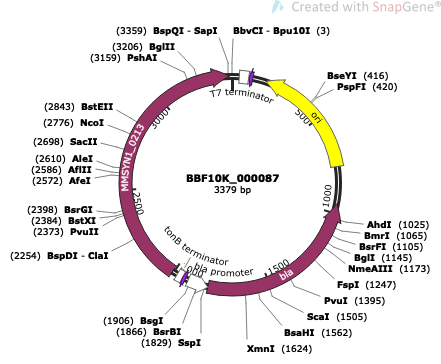 Created with SnapGene®
(3359) BspQI - SapI
BbvCI - Bpu10I (3)
(3206) BglII
(3159) PshAI
BseYI (416)
PspFI (420)
T7 terminator
ori
500
3000
(2843) BstEII
(2776) NcoI
(2698) SacII
(2610) AleI
(2586) AflII
(2572) AfeI
MMSYN1_0213
BBF10K_000087
3379 bp
(2398) BsrGI
(2384) BstXI
(2373) PvuII
(2254) BspDI - ClaI
2500
1000
tonB terminator
bla promoter
1500
bla
AhdI (1025)
BmrI (1065)
BsrFI (1105)
BglI (1145)
NmeAIII (1173)
FspI (1247)
PvuI (1395)
ScaI (1505)
BsaHI (1562)
XmnI (1624)
(1906) BsgI
(1866) BsrBI
(1829) SspI